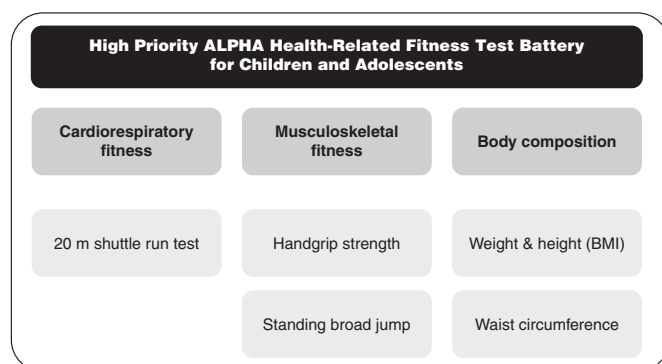 High Priority ALPHA Health-Related Fitness Test Battery
for Children and Adolescents
Cardiorespiratory
fitness
Musculoskeletal
fitness
Body composition
20 m shuttle run test
Handgrip strength
Weight & height (BMI)
Standing broad jump
Waist circumference